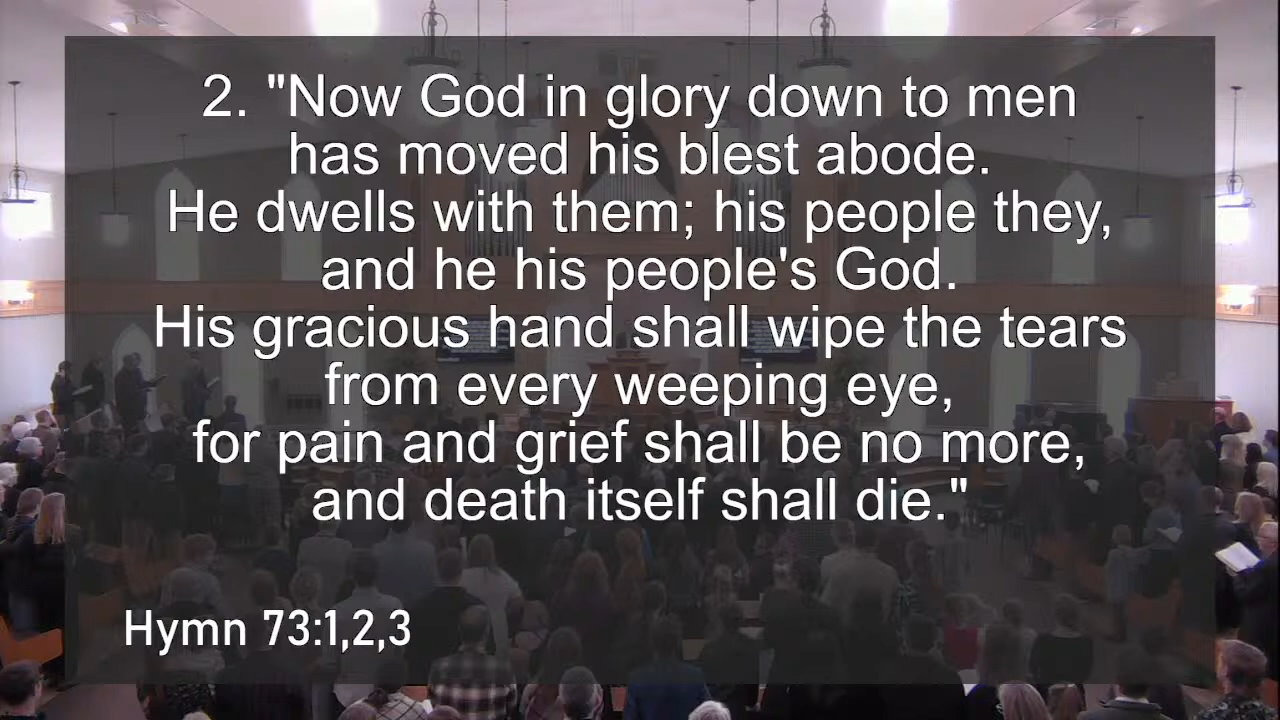 2. "Now God in glory down to men
has moved his blest abode.
He dwells with them; his people they,
and he his people's God.
His gracious hand shall wipe the tears
from every weeping eye,
for pain and grief shall be no more,
and death itself shall die."
Hymn 73:1,2,3